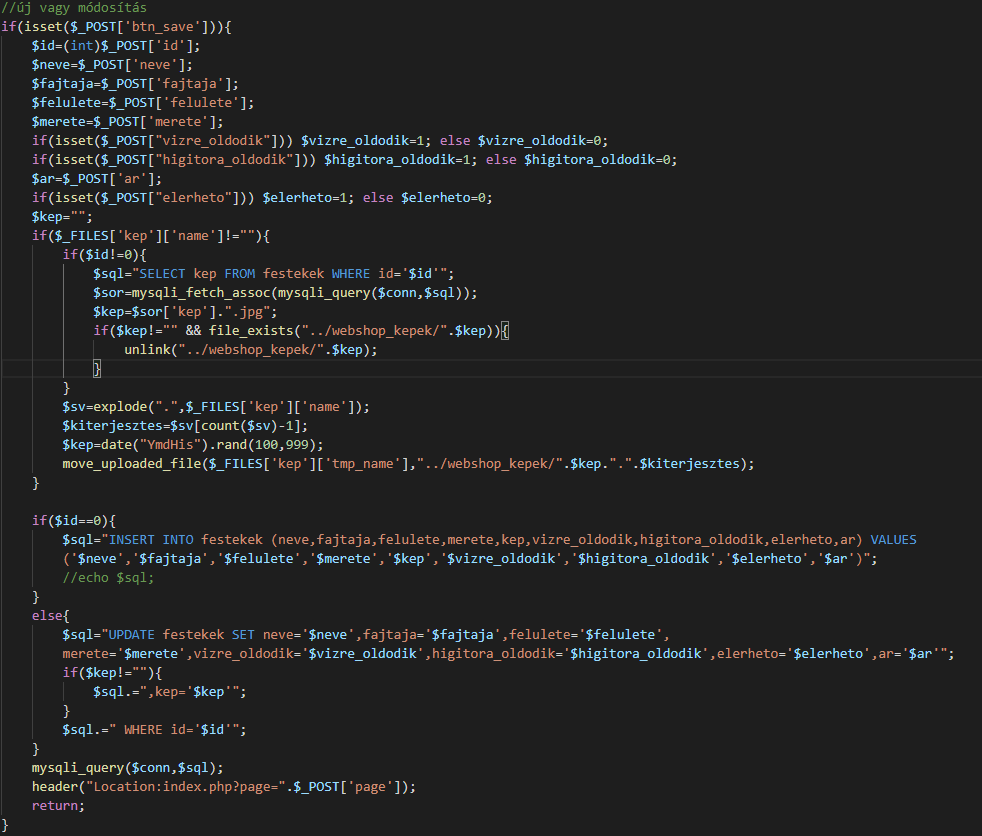 //új vagy módosítás
if(isset($_POST['btn_save'])){
$id=(int)$_POST['id'];
$neve=$_POST['neve'];
$fajtaja=$_POST['fajtaja'];
$felulete=$_POST['felulete'];
$merete=$_POST['merete'];
if(isset($_POST["vizre_oldodik"])) $vizre_oldodik=1; else $vizre_oldodik=0;
if(isset($_POST["higitora_oldodik"])) $higitora_oldodik=1; else $higitora_oldodik=0;
$ar=$_POST['ar'];
if(isset($_POST["elerheto"])) $elerheto=1; else $elerheto=0;
$kep="";
if($_FILES['kep']['name']!=""){
if($id!=0){
$sql="SELECT kep FROM festekek WHERE id='$id'";
$sor=mysqli_fetch_assoc(mysqli_query($conn,$sql));
$kep=$sor['kep'].".jpg";
if($kep!="" && file_exists("../webshop_kepek/".$kep)){
unlink("../webshop_kepek/".$kep);
}
}
$sv=explode(".",$_FILES['kep']['name']);
$kiterjesztes=$sv[count($sv)-1];
$kep=date("YmdHis").rand(100,999);
move_uploaded_file($_FILES['kep']['tmp_name'],"../webshop_kepek/".$kep.".".$kiterjesztes);
}
if($id==0){
$sql="INSERT INTO festekek (neve,fajtaja,felulete,merete,kep,vizre_oldodik,higitora_oldodik,elerheto,ar) VALUES
('$neve','$fajtaja','$felulete','$merete','$kep','$vizre_oldodik','$higitora_oldodik','$elerheto','$ar')";
//echo $sql;
}
else{
$sql="UPDATE festekek SET neve='$neve',fajtaja='$fajtaja',felulete='$felulete',
merete='$merete',vizre_oldodik='$vizre_oldodik',higitora_oldodik='$higitora_oldodik',elerheto='$elerheto',ar='$ar'";
if($kep!=""){
$sql.=",kep='$kep'";
}
$sql.=" WHERE id='$id'";
}
mysqli_query($conn,$sql);
header("Location:index.php?page=".$_POST['page']);
return;
}